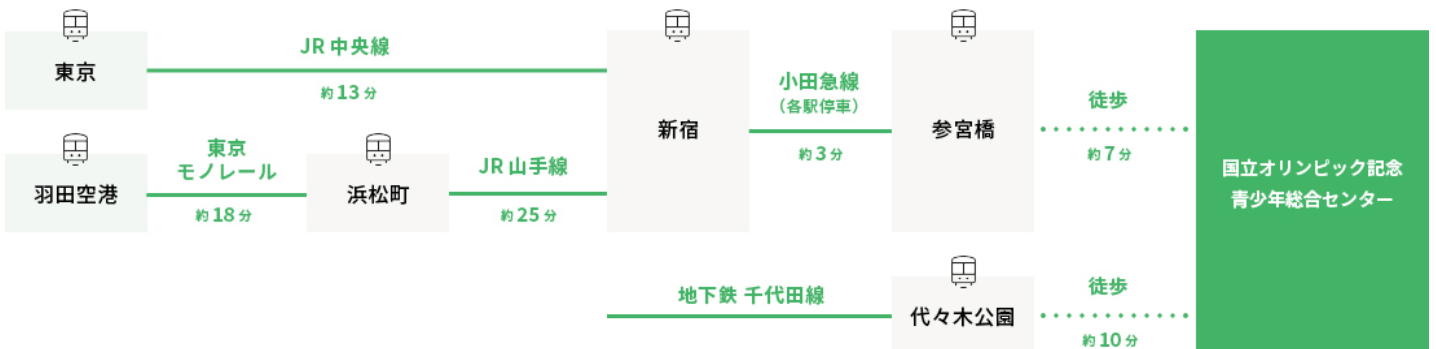 東京
JR 中央線
約 13 分
羽田空港
東京
モノレール
約 18 分
浜松町
JR 山手線
約 25 分
新宿
小田急線
（各駅停車）
約 3 分
参宮橋
徒歩
約 7 分
地下鉄 千代田線
代々木公園
徒歩
約 10 分
国立オリンピック記念
青少年総合センター